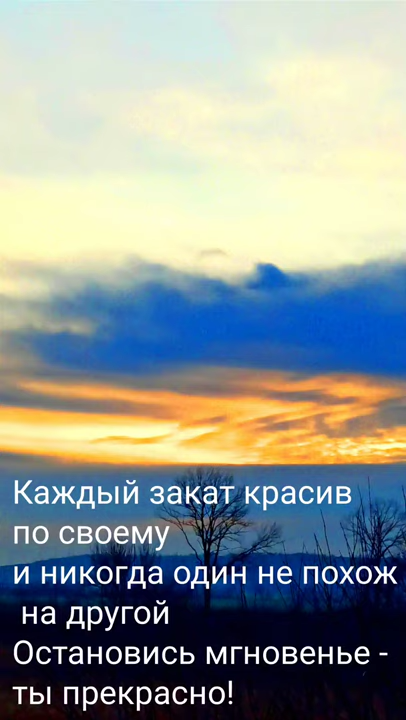 Каждый закат красив
по своему
и никогда один не похож
на другой
Остановись мгновенье -
ты прекрасно!